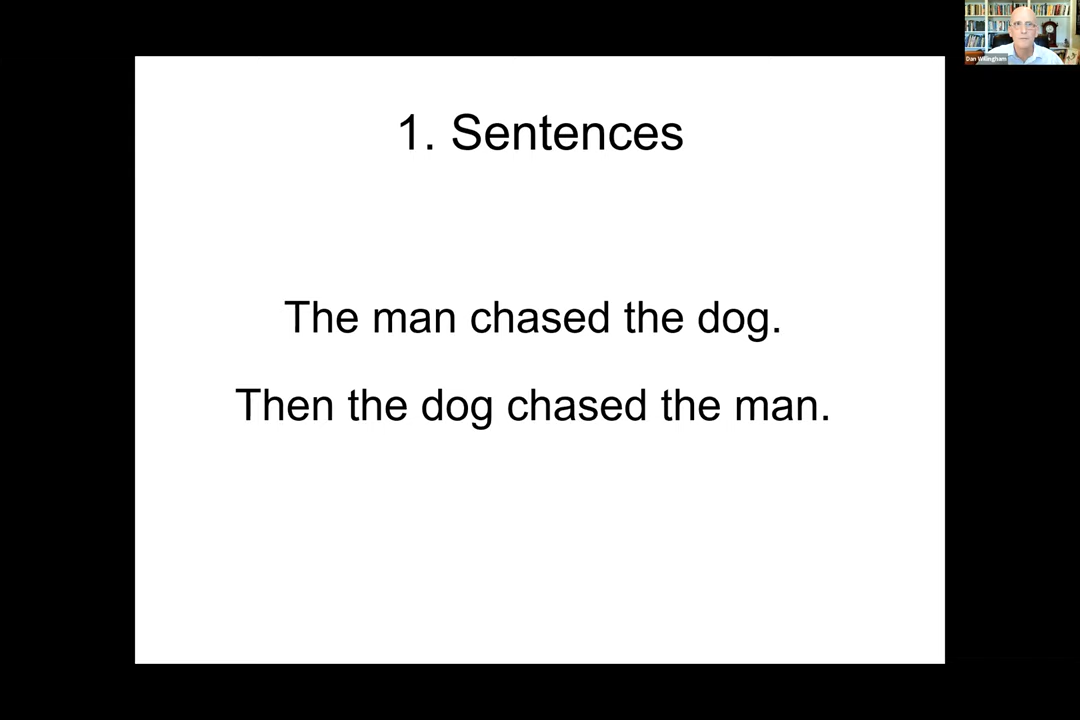 1. Sentences
The man chased the dog.
Then the dog chased the man.
Dan Willingham